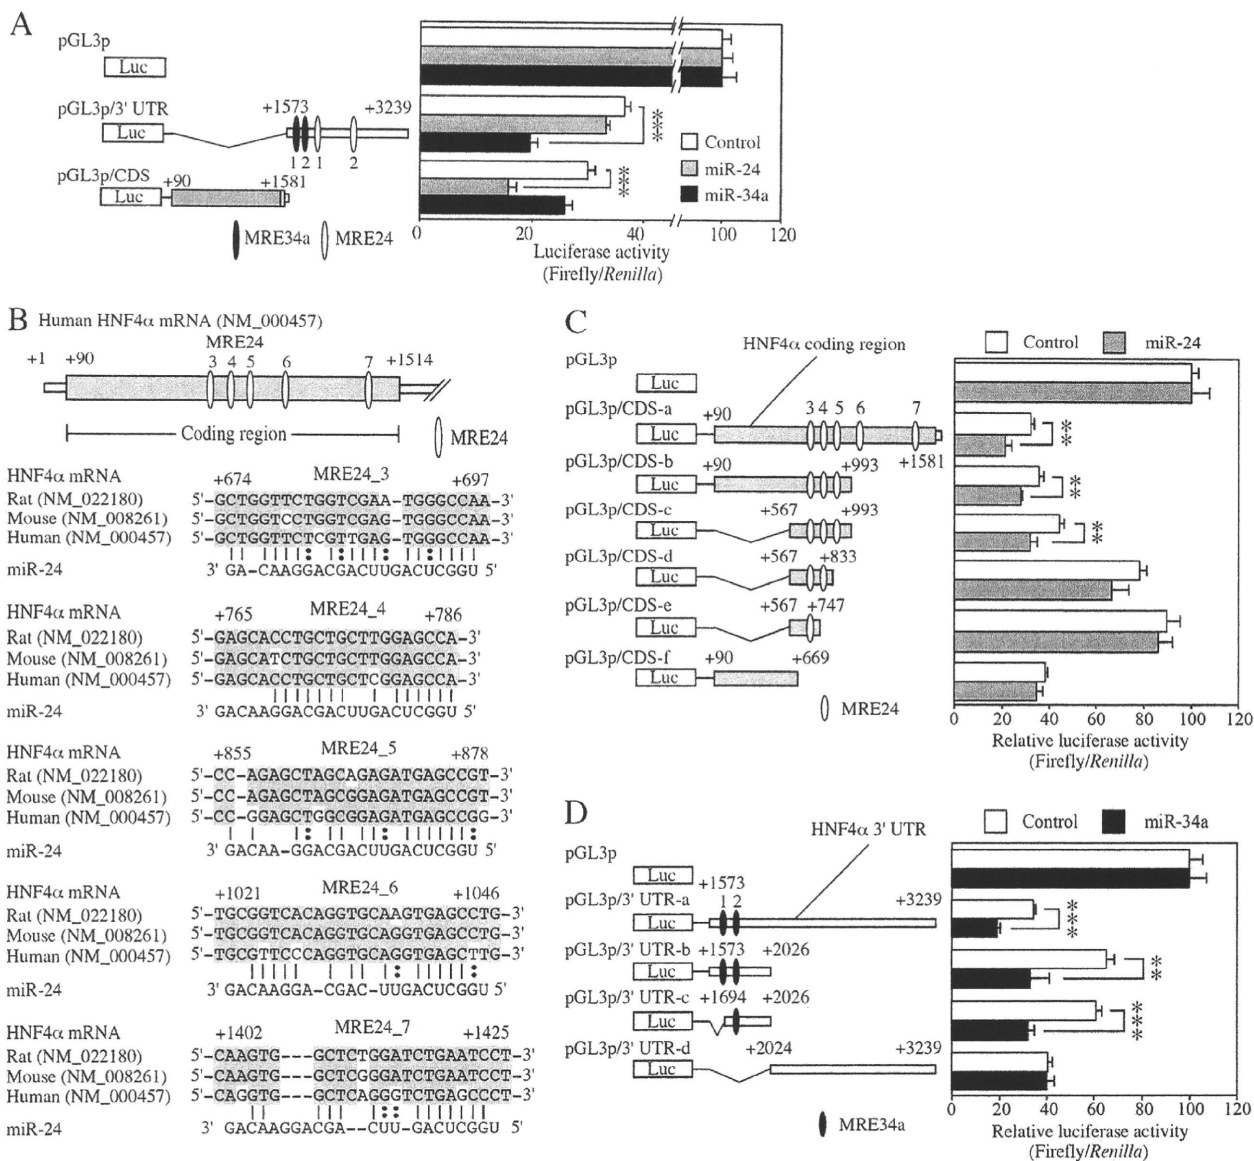 A
pGL3p
Luc
pGL3p/3' UTR
+1573
+3239
Luc
1 2 1 2
pGL3p/CDS
+90
+1581
Luc
MRE34a
MRE24
***
***
Control
miR-24
miR-34a
0 20 40 100 120
Luciferase activity
(Firefly/Renilla)
B
Human HNF4α mRNA (NM_000457)
MRE24
+1 +90 3 4 5 6 7 +1514
Coding region
MRE24
HNF4α mRNA +674 MRE24_3 +697
Rat (NM_022180) 5'-GCTGGTTCTGGTCGAA-TGGGCCAA-3'
Mouse (NM_008261) 5'-GCTGGTCCTGGTCGAG-TGGGCCAA-3'
Human (NM_000457) 5'-GCTGGTTCTCGTTGAG-TGGGCCAA-3'
miR-24 3' GA-CAAGGACGACUUGACUCGGU 5'
HNF4α mRNA +765 MRE24_4 +786
Rat (NM_022180) 5'-GAGCACCTGCTGCTTGGAGCCA-3'
Mouse (NM_008261) 5'-GAGCATCTGCTGCTTGGAGCCA-3'
Human (NM_000457) 5'-GAGCACCTGCTGCTCGGAGCCA-3'
miR-24 3' GACAAGGACGACUUGACUCGGU 5'
HNF4α mRNA +855 MRE24_5 +878
Rat (NM_022180) 5'-CC-AGAGCTAGCAGAGATGAGCCGT-3'
Mouse (NM_008261) 5'-CC-AGAGCTAGCGGAGATGAGCCGT-3'
Human (NM_000457) 5'-CC-GGAGCTGGCGGAGATGAGCCGG-3'
miR-24 3' GACAA-GGACGACUUGACUCGGU 5'
HNF4α mRNA +1021 MRE24_6 +1046
Rat (NM_022180) 5'-TGCGGTCACAGGTGCAAGTGAGCCTG-3'
Mouse (NM_008261) 5'-TGCGGTCACAGGTGCAGGTGAGCCTG-3'
Human (NM_000457) 5'-TGCGTTCCCAGGTGCAGGTGAGCTTG-3'
miR-24 3' GACAAGGA-CGAC-UUGACUCGGU 5'
HNF4α mRNA +1402 MRE24_7 +1425
Rat (NM_022180) 5'-CAAGTG---GCTCTGGATCTGAATCCT-3'
Mouse (NM_008261) 5'-CAAGTG---GCTCGGGATCTGAATCCT-3'
Human (NM_000457) 5'-CAGGTG---GCTCAGGGTCTGAGCCCT-3'
miR-24 3' GACAAGGACGA--CUU-GACUCGGU 5'
C
HNF4α coding region
Control miR-24
pGL3p
Luc
pGL3p/CDS-a
+90 3 4 5 6 7
Luc
+1581
pGL3p/CDS-b
+90 +993
Luc
pGL3p/CDS-c
+567 +993
Luc
pGL3p/CDS-d
+567 +833
Luc
pGL3p/CDS-e
+567 +747
Luc
pGL3p/CDS-f
+90 +669
Luc
MRE24
**
**
**
0 20 40 60 80 100 120
Relative luciferase activity
(Firefly/Renilla)
D
HNF4α 3' UTR
Control miR-34a
pGL3p
Luc
+1573
pGL3p/3' UTR-a
1 2 +3239
Luc
pGL3p/3' UTR-b
+1573 +2026
Luc
pGL3p/3' UTR-c
+1694 +2026
Luc
pGL3p/3' UTR-d
+2024 +3239
Luc
MRE34a
***
**
***
0 20 40 60 80 100 120
Relative luciferase activity
(Firefly/Renilla)